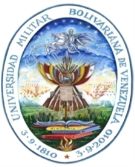 UNIVERSIDAD MILITAR BOLIVARIANA DE VENEZUELA
3-9-1810 3-9-2010